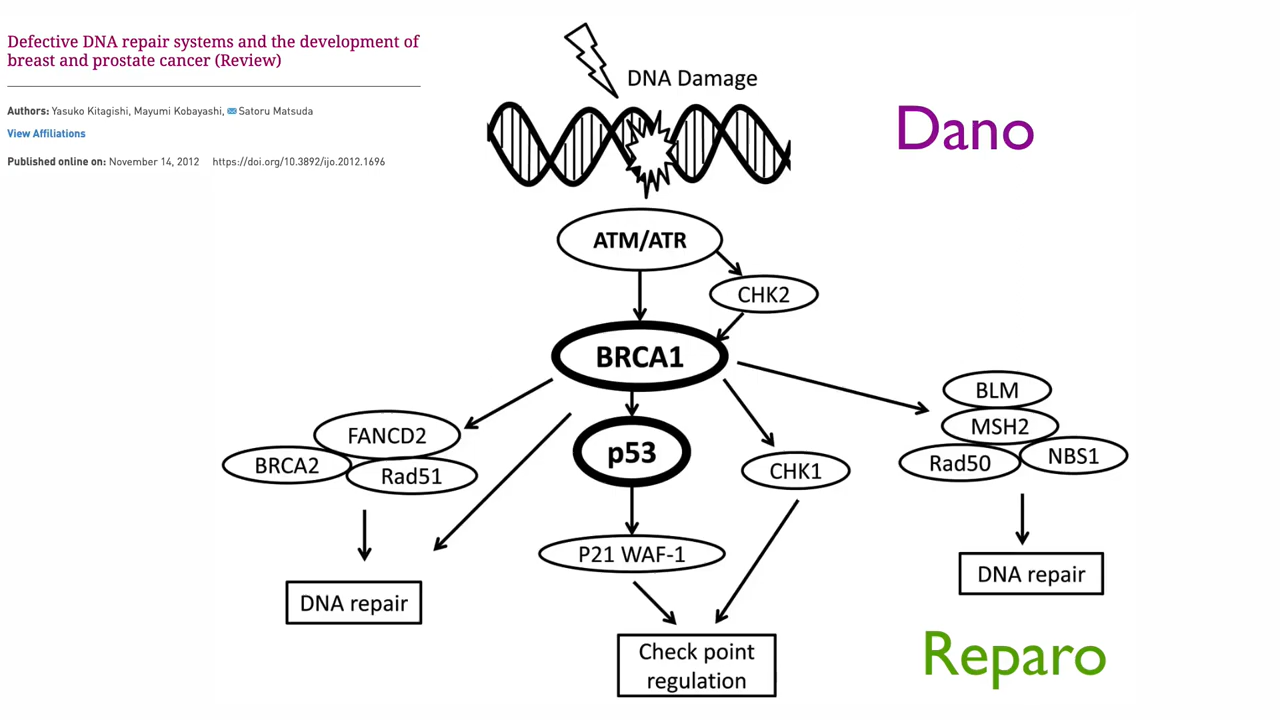 Defective DNA repair systems and the development of
breast and prostate cancer (Review)
Authors: Yasuko Kitagishi, Mayumi Kobayashi, Satoru Matsuda
View Affiliations
Published online on: November 14, 2012 https://doi.org/10.3892/ijo.2012.1696
DNA Damage
Dano
ATM/ATR
CHK2
BRCA1
BLM
MSH2
Rad50
NBS1
FANCD2
BRCA2
Rad51
p53
CHK1
P21 WAF-1
DNA repair
DNA repair
Check point
regulation
Reparo